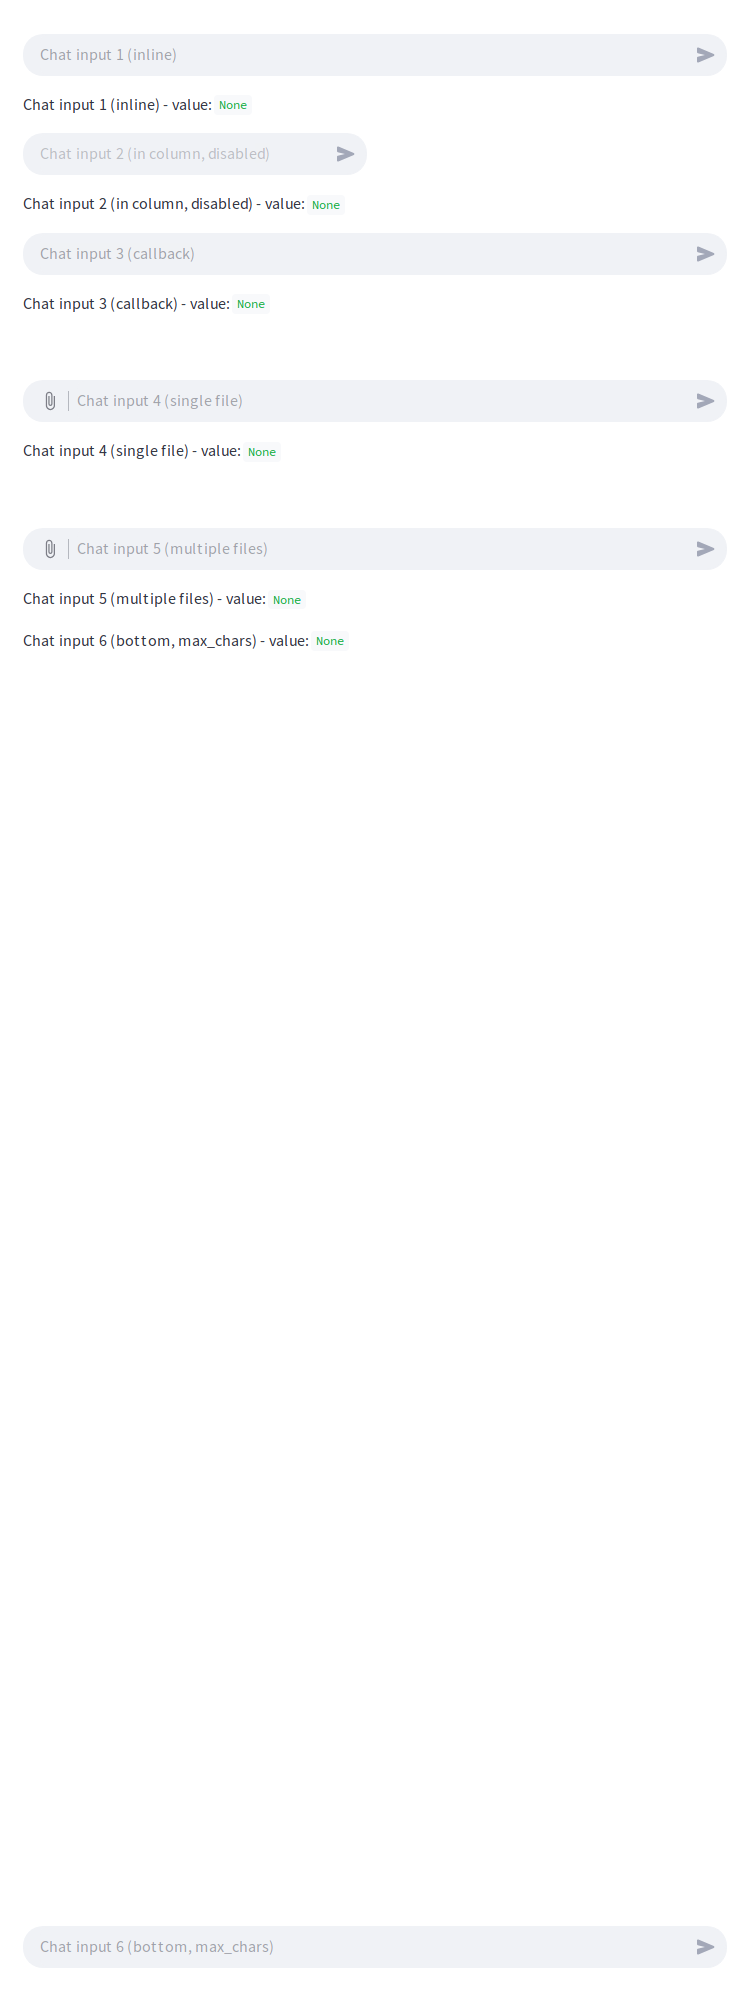 Chat input 1 (inline)
Chat input 1 (inline) - value: None
Chat input 2 (in column, disabled)
Chat input 2 (in column, disabled) - value: None
Chat input 3 (callback)
Chat input 3 (callback) - value: None
Chat input 4 (single file)
Chat input 4 (single file) - value: None
Chat input 5 (multiple files)
Chat input 5 (multiple files) - value: None
Chat input 6 (bottom, max_chars) - value: None
Chat input 6 (bottom, max_chars)